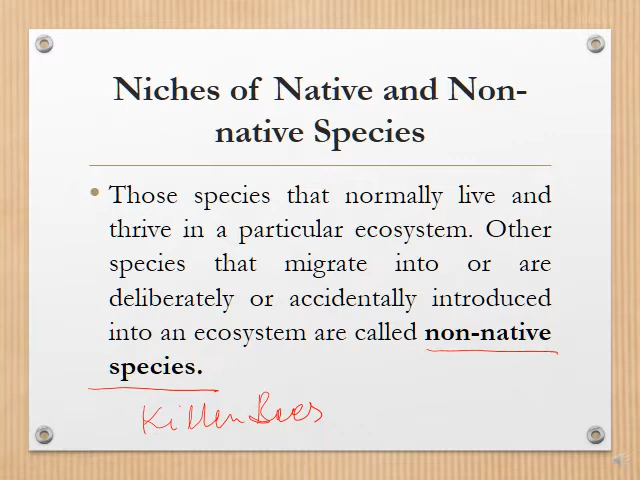 Niches of Native and Non-
native Species
• Those species that normally live and
thrive in a particular ecosystem. Other
species that migrate into or are
deliberately or accidentally introduced
into an ecosystem are called non-native
species.
Killer Bees